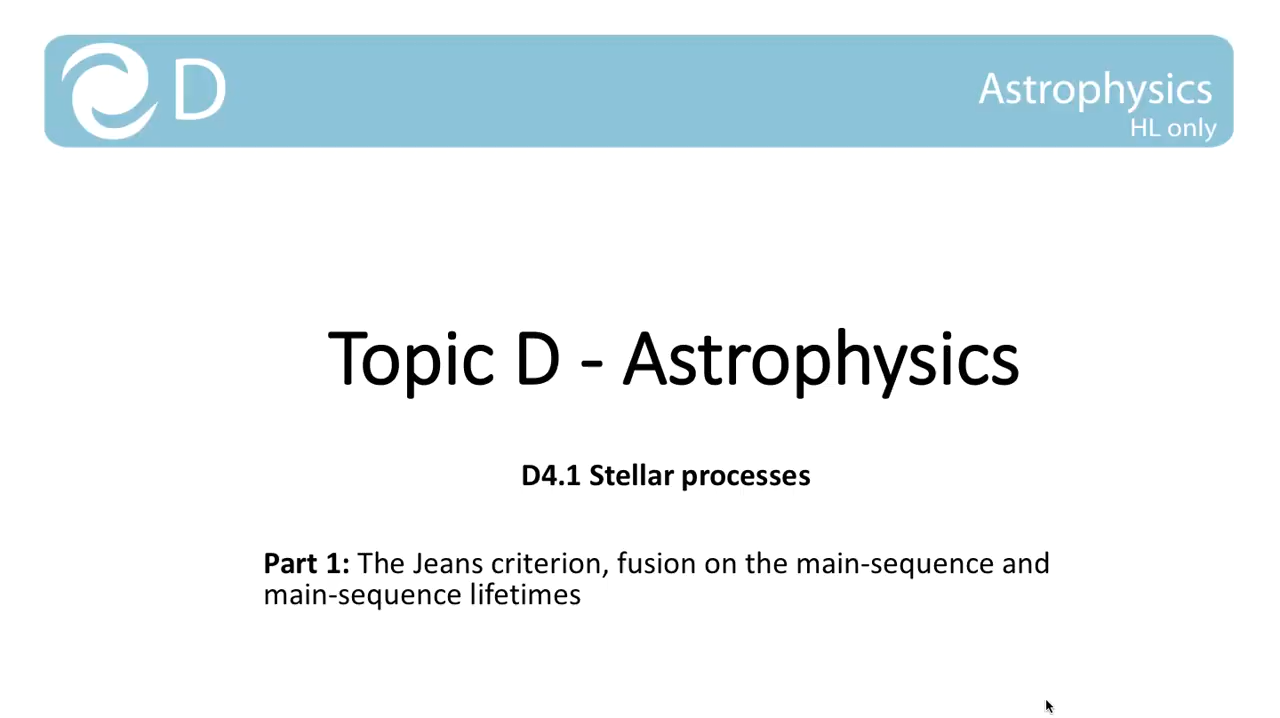 D
Astrophysics
HL only
Topic D - Astrophysics
D4.1 Stellar processes
Part 1: The Jeans criterion, fusion on the main-sequence and
main-sequence lifetimes